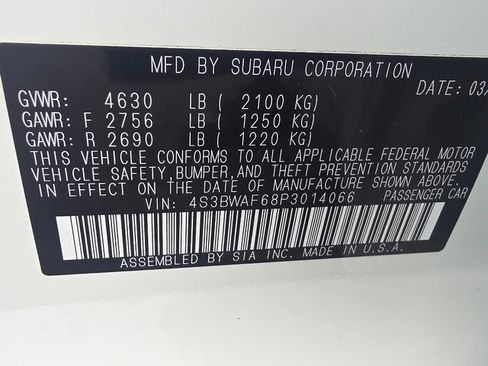 MFD BY SUBARU CORPORATION
DATE: 03/
GVWR: 4630 LB ( 2100 KG)
GAWR: F 2756 LB ( 1250 KG)
GAWR: R 2690 LB ( 1220 KG)
THIS VEHICLE CONFORMS TO ALL APPLICABLE FEDERAL MOTOR
VEHICLE SAFETY, BUMPER, AND THEFT PREVENTION STANDARDS
IN EFFECT ON THE DATE OF MANUFACTURE SHOWN ABOVE.
VIN: 4S3BWAF68P3014066 PASSENGER CAR
ASSEMBLED BY SIA INC. MADE IN U.S.A.